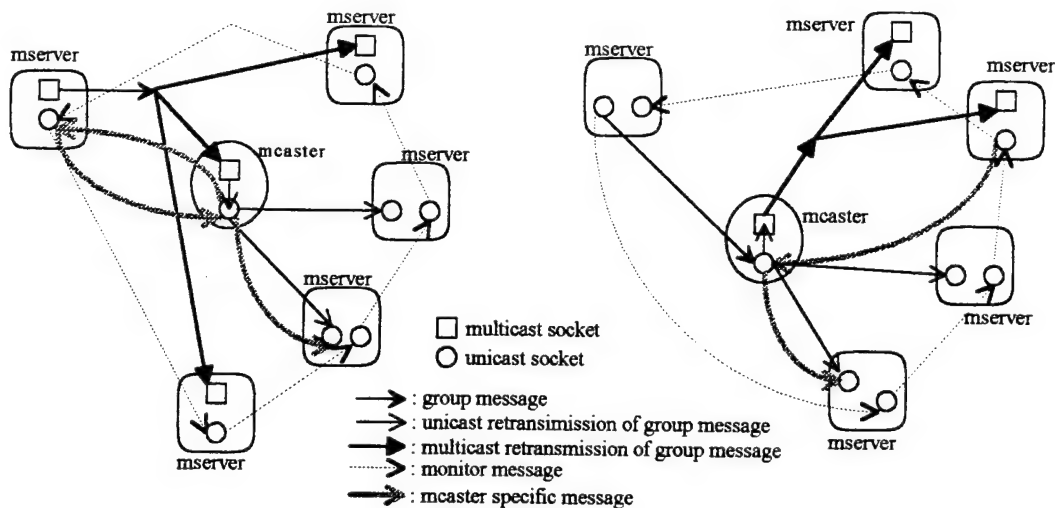 mserver
mserver
mserver
mserver
mserver
mcaster
mserver
mserver
mcaster
mserver
mserver
mserver
multicast socket
unicast socket
: group message
: unicast retransimission of group message
: multicast retransmission of group message
: monitor message
: mcaster specific message